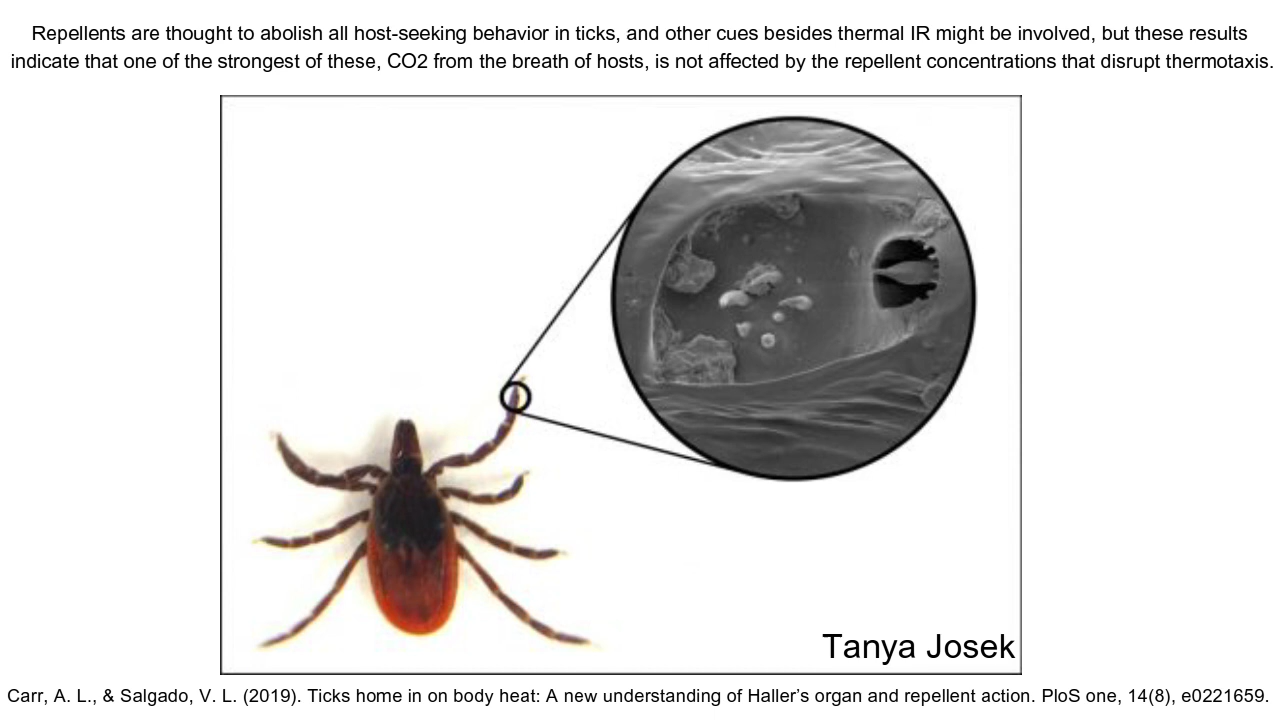 Repellents are thought to abolish all host-seeking behavior in ticks, and other cues besides thermal IR might be involved, but these results
indicate that one of the strongest of these, CO2 from the breath of hosts, is not affected by the repellent concentrations that disrupt thermotaxis.
Tanya Josek
Carr, A. L., & Salgado, V. L. (2019). Ticks home in on body heat: A new understanding of Haller’s organ and repellent action. PloS one, 14(8), e0221659.